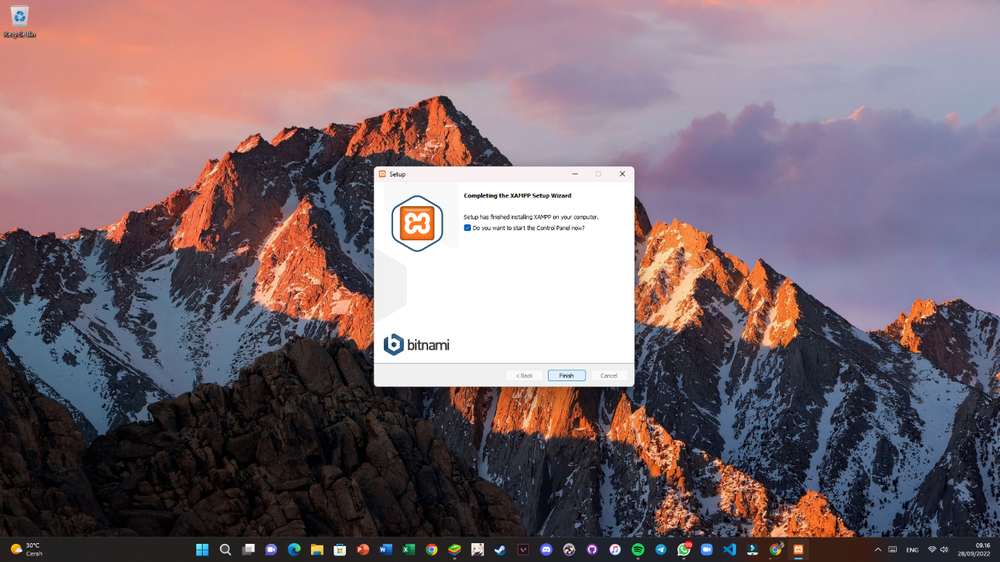 Recycle Bin
Setup
Completing the XAMPP Setup Wizard
Setup has finished installing XAMPP on your computer.
Do you want to start the Control Panel now?
bitnami
< Back
Finish
Cancel
30°C
Cerah
99
ENG
09.16
28/09/2022